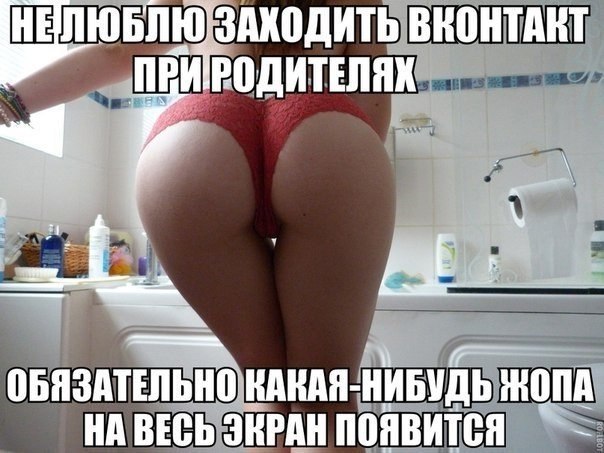 НЕ ЛЮБЛЮ ЗАХОДИТЬ ВКОНТАКТ
ПРИ РОДИТЕЛЯХ
ОБЯЗАТЕЛЬНО КАКАЯ-НИБУДЬ ЖОПА
НА ВЕСЬ ЭКРАН ПОЯВИТСЯ